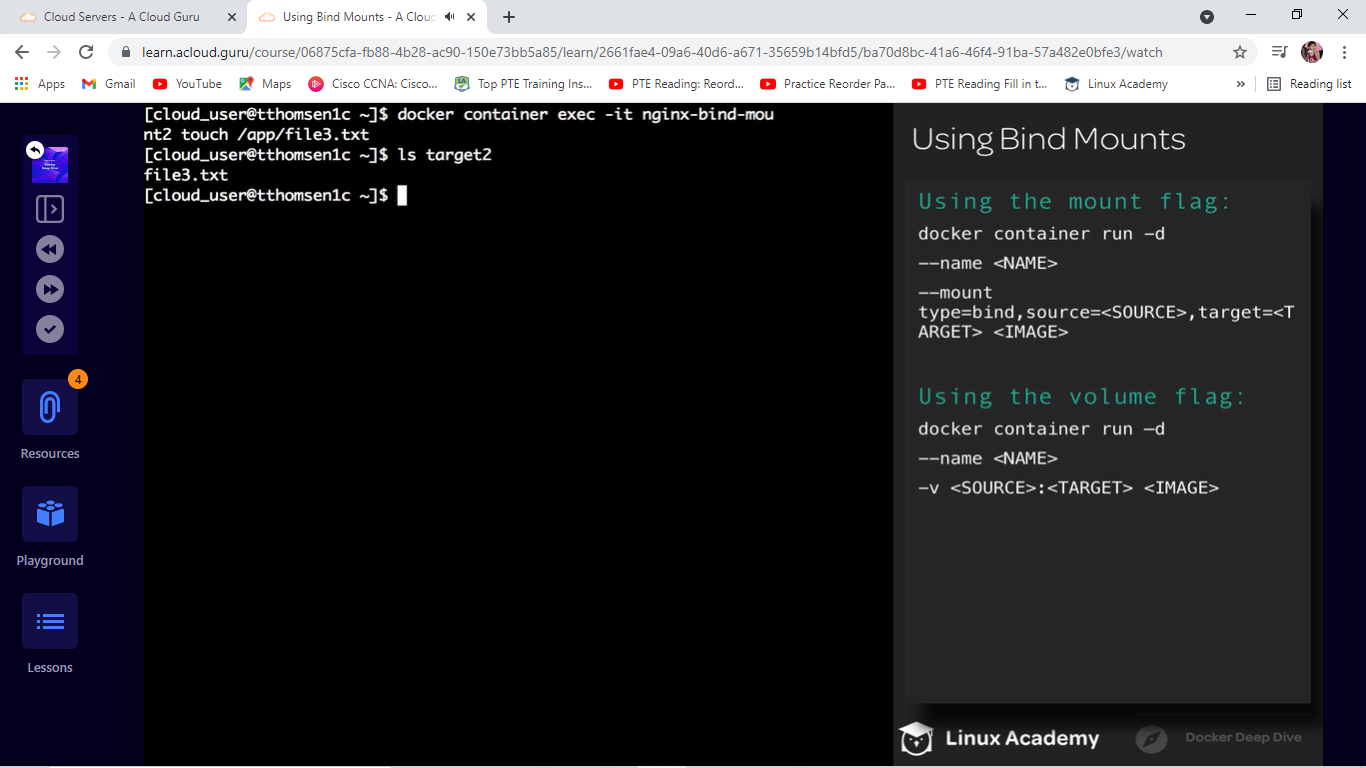 Cloud Servers - A Cloud Guru
Using Bind Mounts - A Clou
learn.acloud.guru/course/06875cfa-fb88-4b28-ac90-150e73bb5a85/learn/2661fae4-09a6-40d6-a671-35659b14bfd5/ba70d8bc-41a6-46f4-91ba-57a482e0bfe3/watch
Apps
Gmail
YouTube
Maps
Cisco CCNA: Cisco...
Top PTE Training Ins...
PTE Reading: Reord...
Practice Reorder Pa...
PTE Reading Fill in t...
Linux Academy
»
Reading list
Docker
Deep Dive
4
Resources
Playground
Lessons
[cloud_user@tthomsen1c ~]$ docker container exec -it nginx-bind-mou
nt2 touch /app/file3.txt
[cloud_user@tthomsen1c ~]$ ls target2
file3.txt
[cloud_user@tthomsen1c ~]$
Using Bind Mounts
Using the mount flag:
docker container run –d
--name <NAME>
--mount
type=bind,source=<SOURCE>,target=<T
ARGET> <IMAGE>
Using the volume flag:
docker container run –d
--name <NAME>
-v <SOURCE>:<TARGET> <IMAGE>
Linux Academy
Docker Deep Dive